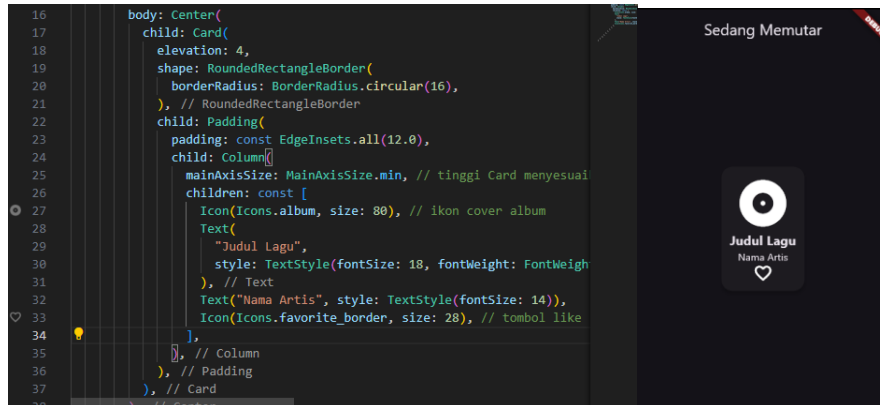 16 body: Center(
17 child: Card(
18 elevation: 4,
19 shape: RoundedRectangleBorder(
20 borderRadius: BorderRadius.circular(16),
21 ), // RoundedRectangleBorder
22 child: Padding(
23 padding: const EdgeInsets.all(12.0),
24 child: Column(
25 mainAxisSize: MainAxisSize.min, // tinggi Card menyesuai
26 children: const [
27 Icon(Icons.album, size: 80), // ikon cover album
28 Text(
29 "Judul Lagu",
30 style: TextStyle(fontSize: 18, fontWeight: FontWeigh
31 ), // Text
32 Text("Nama Artis", style: TextStyle(fontSize: 14)),
33 Icon(Icons.favorite_border, size: 28), // tombol like
34 ],
35 ), // Column
36 ), // Padding
37 ), // Card
38 ), // Center
Sedang Memutar
DEBUG
Judul Lagu
Nama Artis